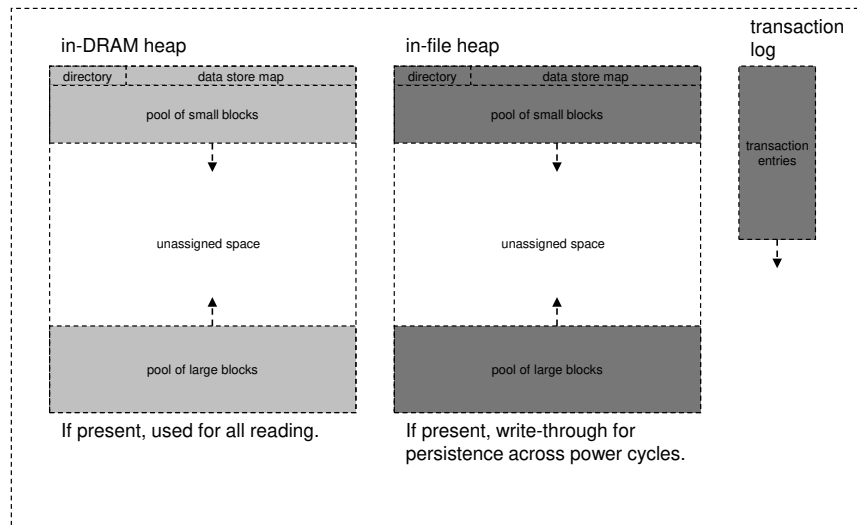 in-DRAM heap
directory
data store map
pool of small blocks
unassigned space
pool of large blocks
If present, used for all reading.
in-file heap
directory
data store map
pool of small blocks
unassigned space
pool of large blocks
If present, write-through for
persistence across power cycles.
transaction
log
transaction
entries